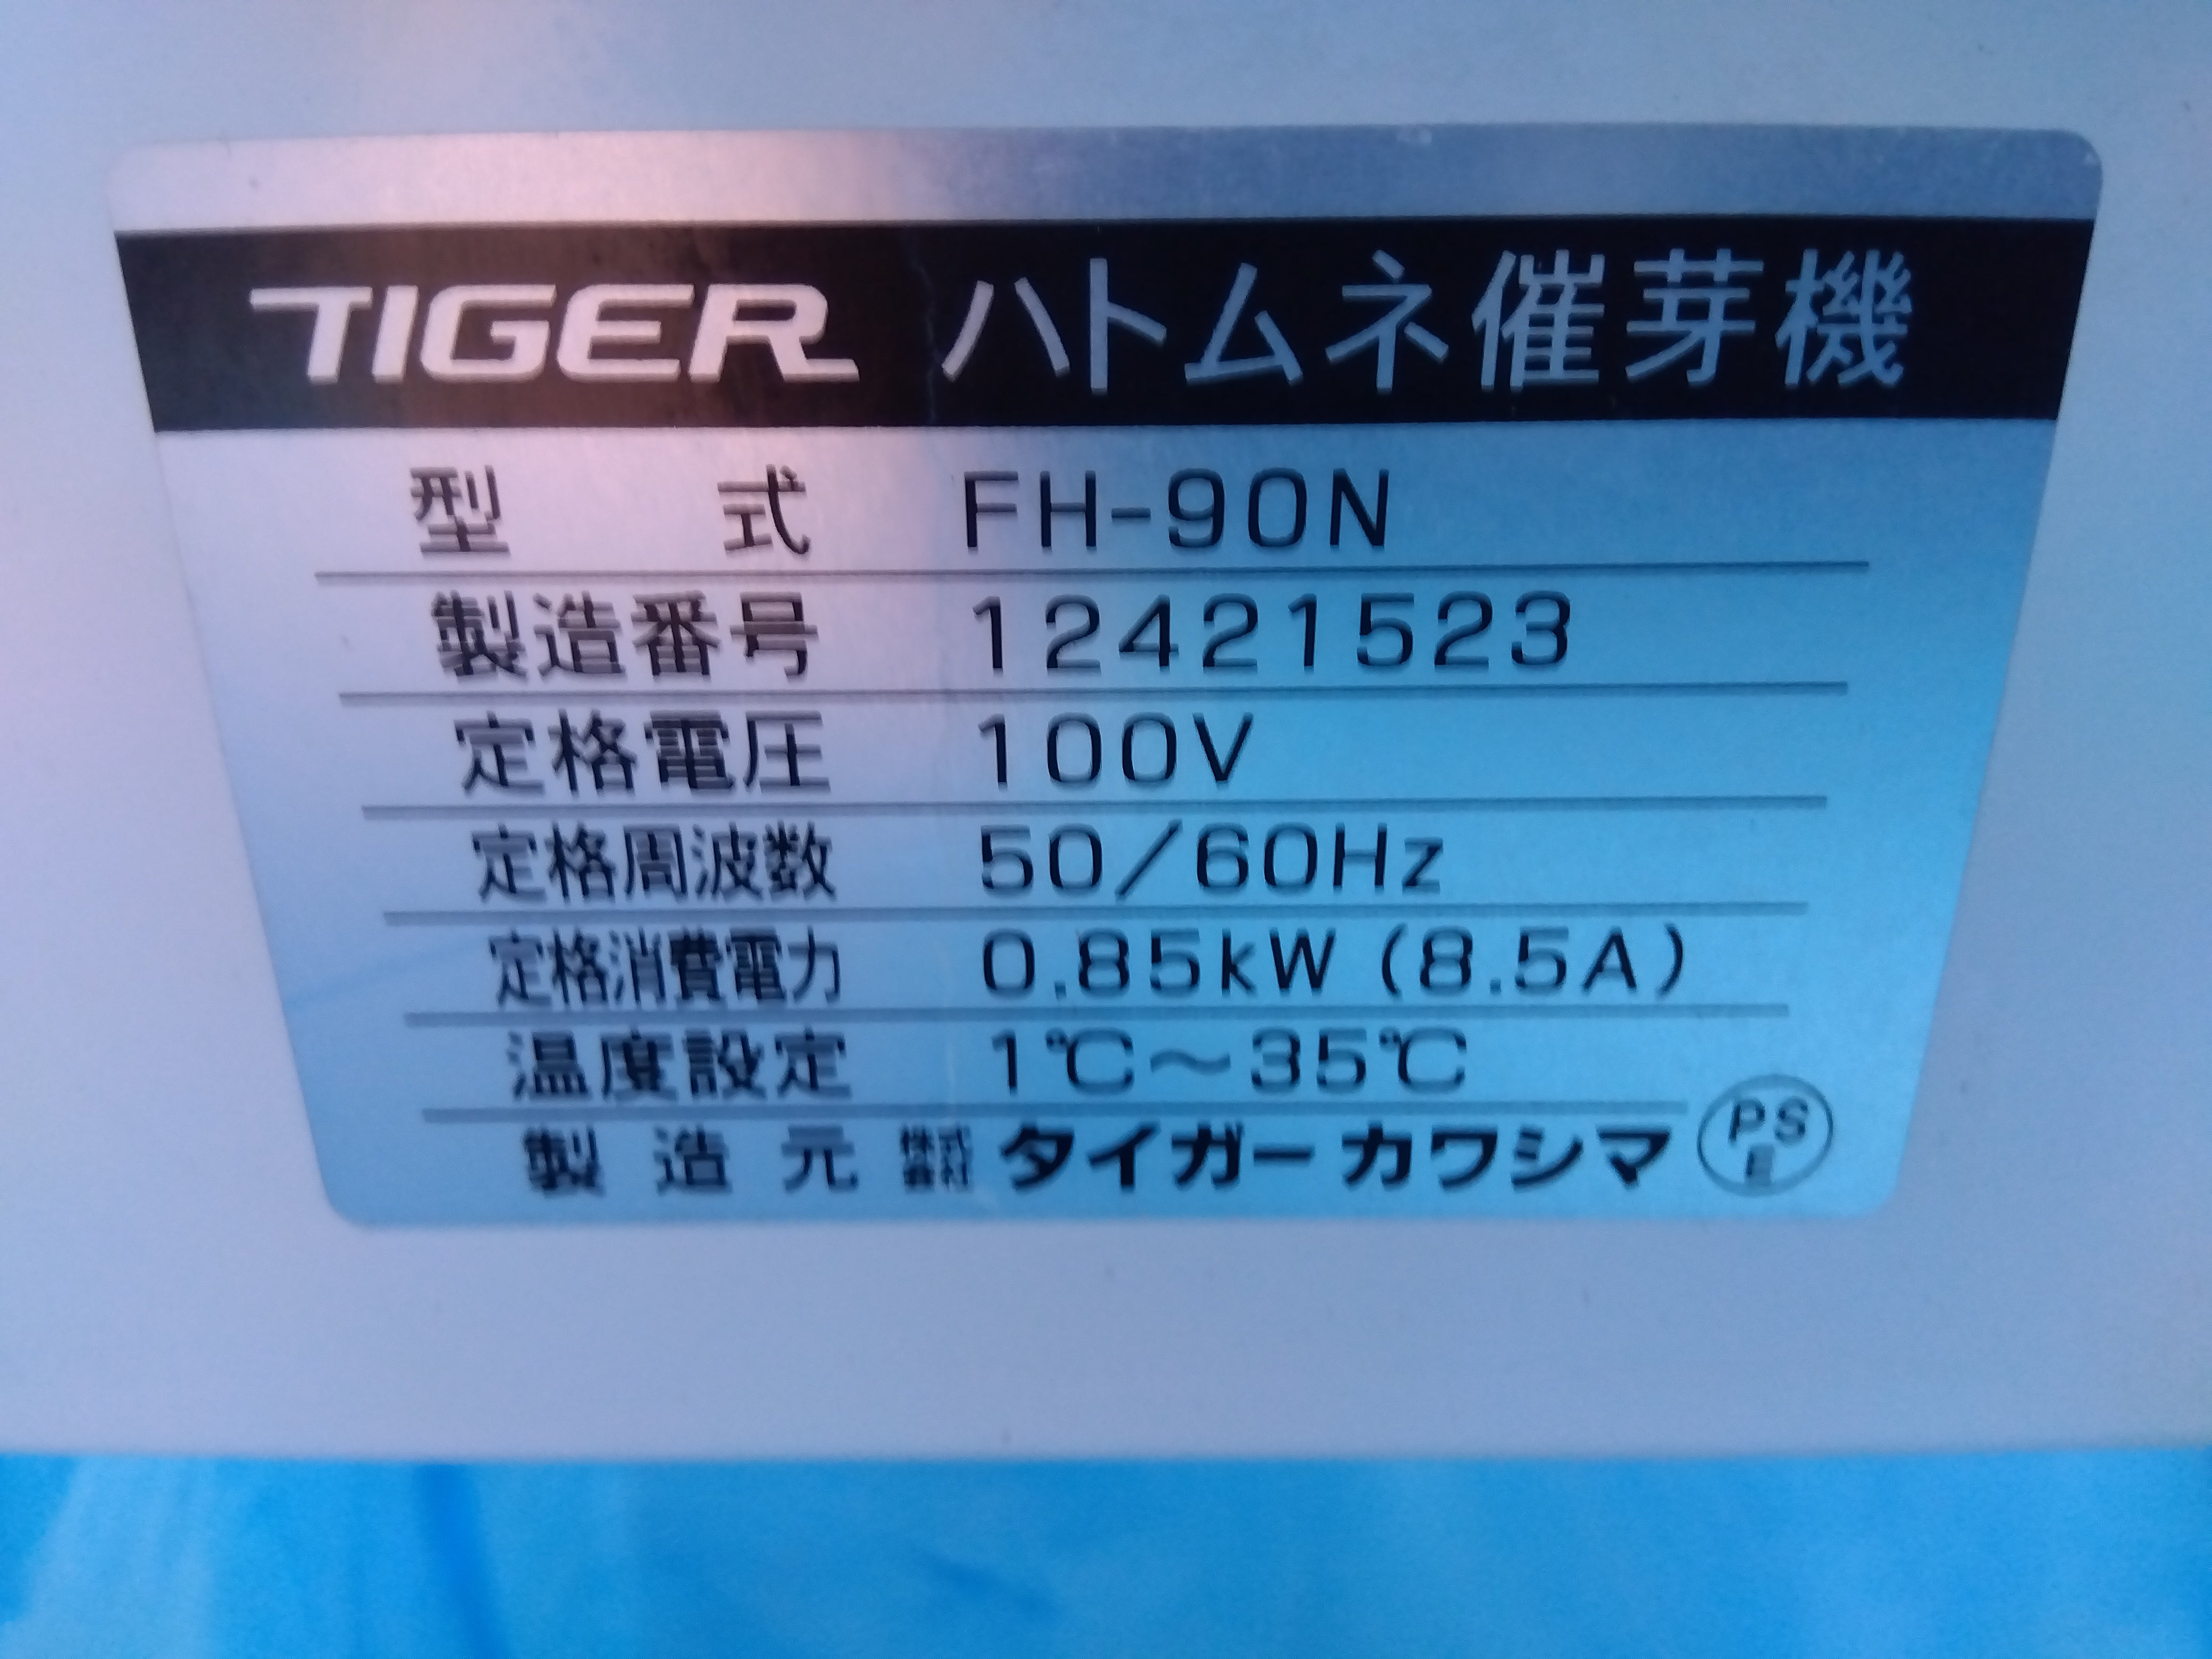 TIGER ハトムネ催芽機
型式 FH-90N
製造番号 12421523
定格電圧 100V
定格周波数 50/60Hz
定格消費電力 0.85kW(8.5A)
温度設定 1℃〜35℃
製造元 株式会社 タイガーカワシマ PSE